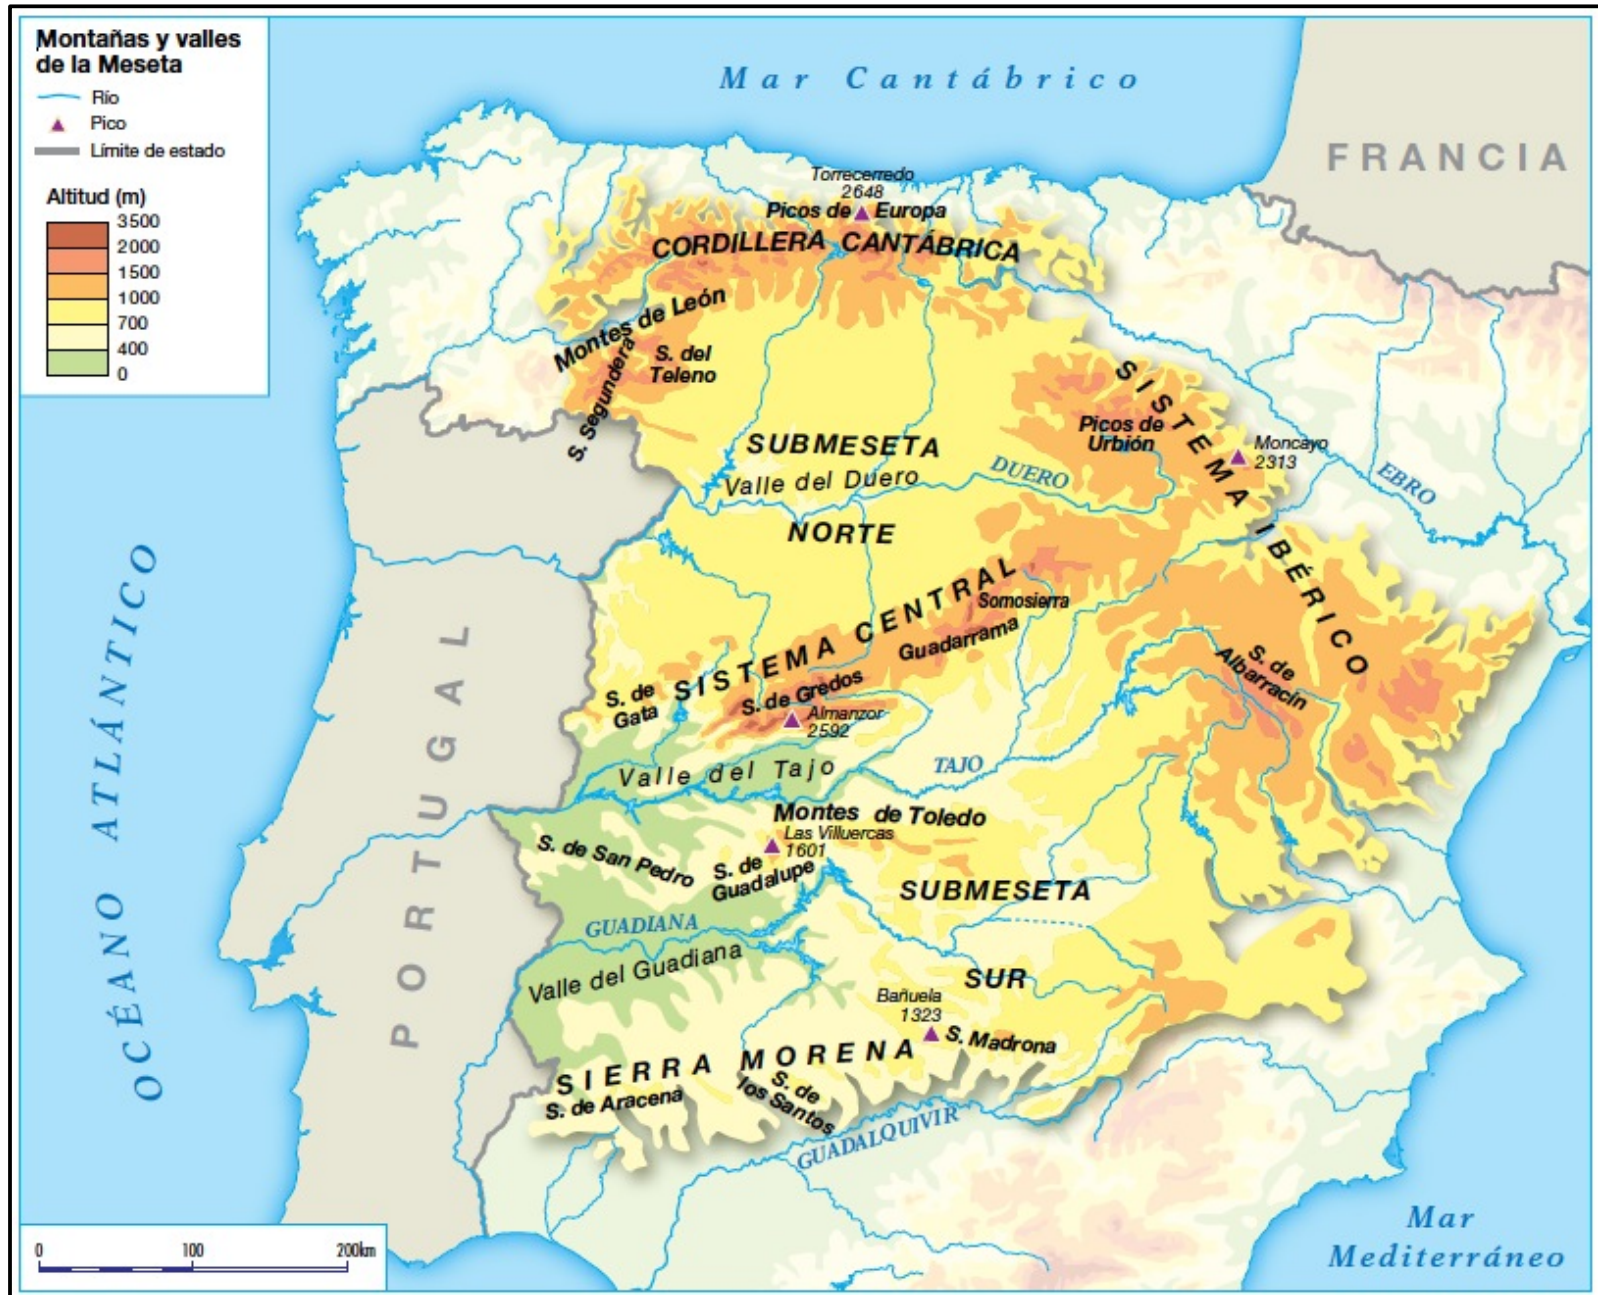 Montañas y valles
de la Meseta
Río
Pico
Límite de estado
Altitud (m)
3500
2000
1500
1000
700
400
0
Mar Cantábrico
FRANCIA
Torrecerredo
2648
Picos de Europa
CORDILLERA CANTÁBRICA
Montes de León
S. Segundera
S. del
Teleno
SISTEMA IBÉRICO
Picos de
Urbión
Moncayo
2313
EBRO
SUBMESETA
Valle del Duero
DUERO
NORTE
OCÉANO ATLÁNTICO
PORTUGAL
SISTEMA CENTRAL
Somosierra
Guadarrama
S. de
Albarracín
S. de
Gata
S. de Gredos
Almanzor
2592
Valle del Tajo
TAJO
Montes de Toledo
Las Villuercas
1601
S. de San Pedro
S. de
Guadalupe
SUBMESETA
GUADIANA
Valle del Guadiana
SUR
Bañuela
1323
S. Madrona
SIERRA MORENA
S. de Aracena
S. de
los Santos
GUADALQUIVIR
Mar
Mediterráneo
0 100 200km